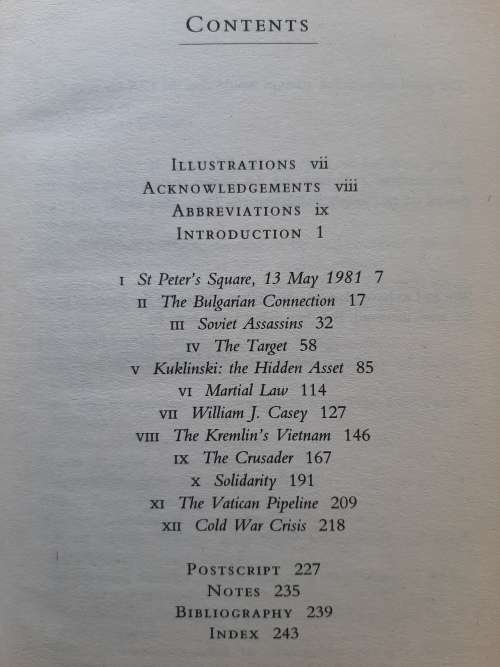 CONTENTS
ILLUSTRATIONS vii
ACKNOWLEDGEMENTS viii
ABBREVIATIONS ix
INTRODUCTION 1
I St Peter's Square, 13 May 1981 7
II The Bulgarian Connection 17
III Soviet Assassins 32
IV The Target 58
V Kuklinski: the Hidden Asset 85
VI Martial Law 114
VII William J. Casey 127
VIII The Kremlin's Vietnam 146
IX The Crusader 167
X Solidarity 191
XI The Vatican Pipeline 209
XII Cold War Crisis 218
POSTSCRIPT 227
NOTES 235
BIBLIOGRAPHY 239
INDEX 243